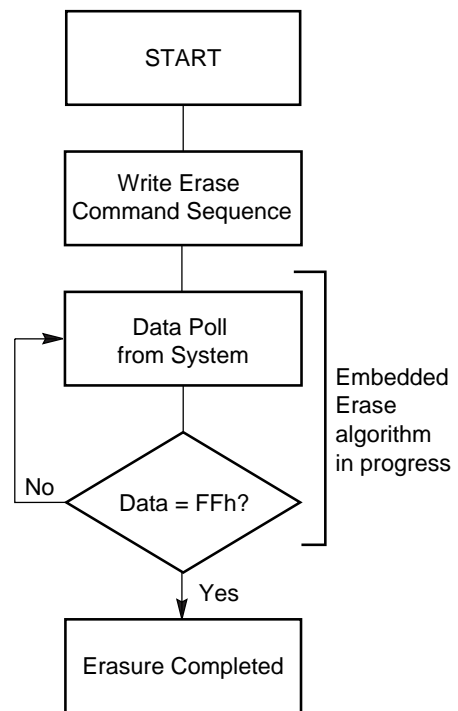 START
Write Erase
Command Sequence
Data Poll
from System
Embedded
Erase
algorithm
in progress
No
Data = FFh?
Yes
Erasure Completed